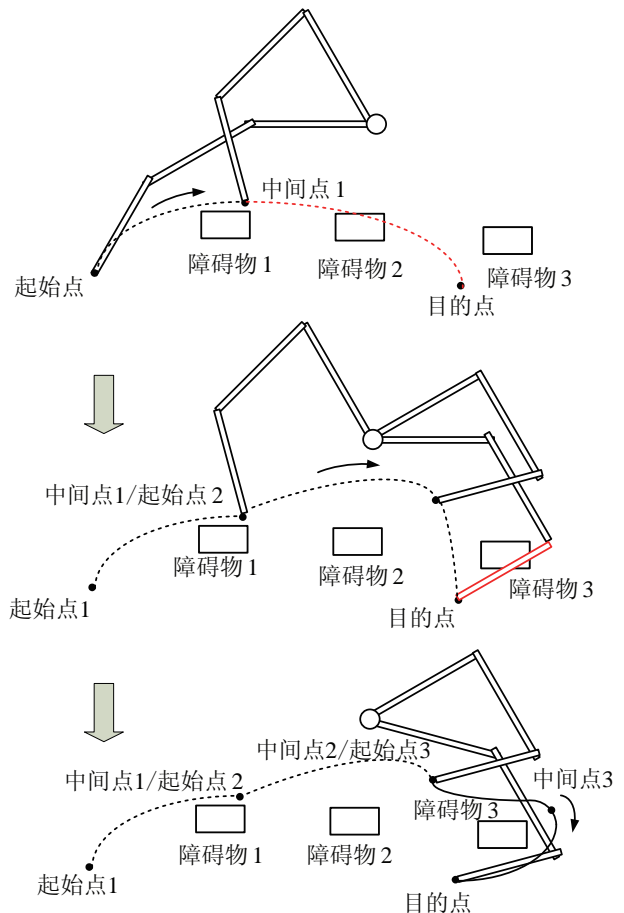 中间点1
障碍物1
障碍物2
障碍物3
起始点
目的点
中间点1/起始点2
障碍物1
障碍物2
障碍物3
起始点1
目的点
中间点2/起始点3
中间点1/起始点2
中间点3
障碍物3
障碍物1
障碍物2
起始点1
目的点